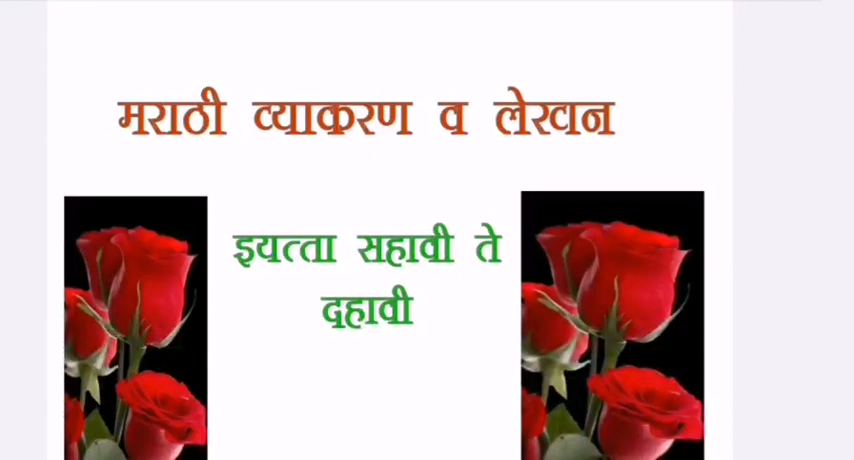 मराठी व्याकरण व लेखन
इयत्ता सहावी ते
दहावी